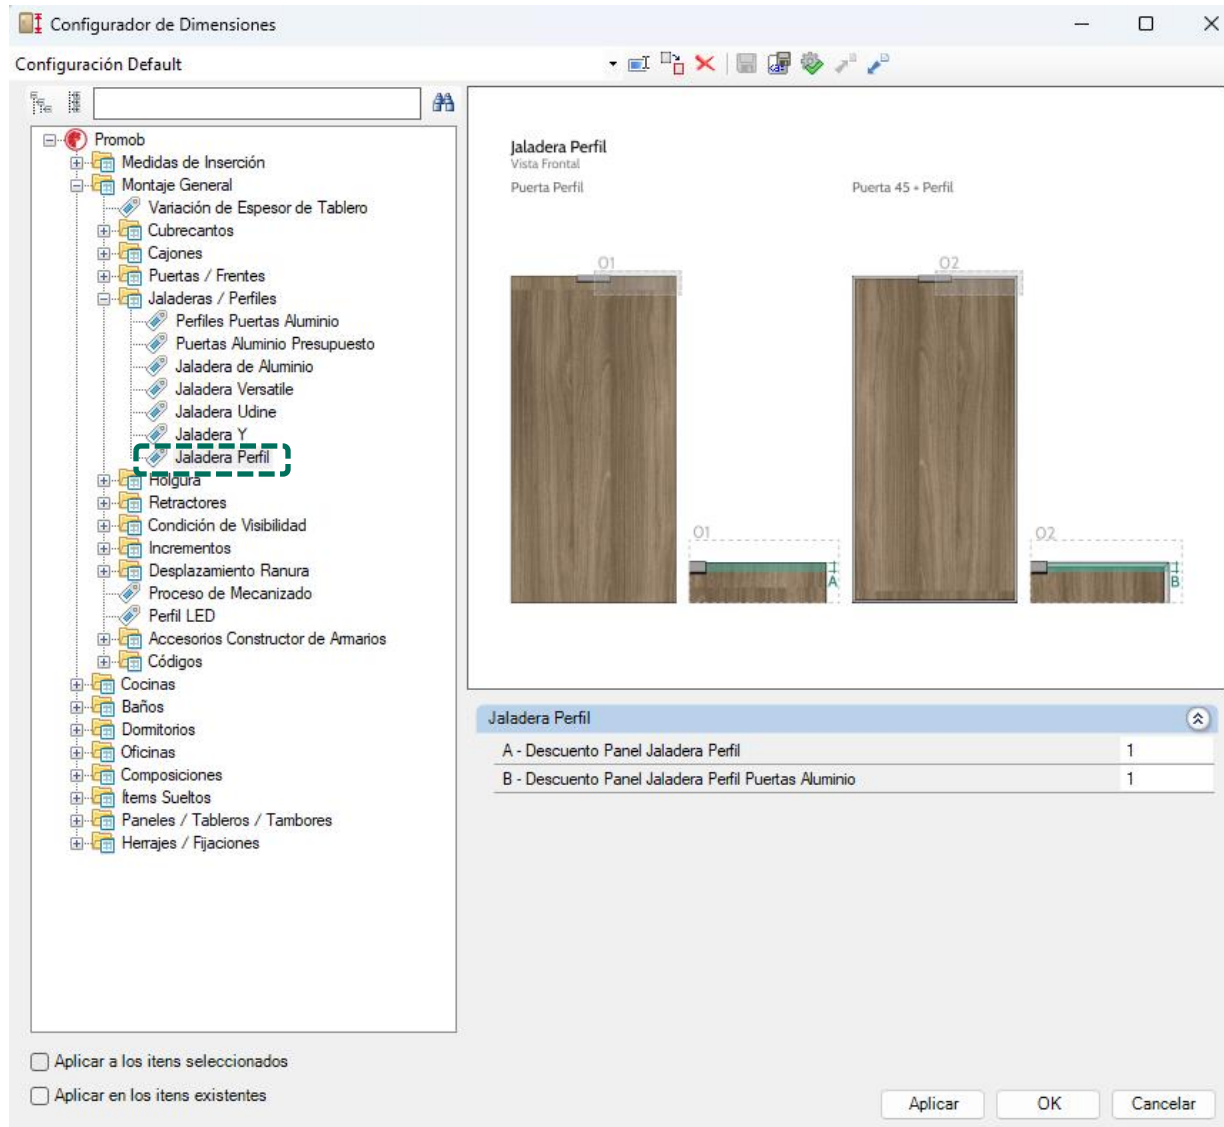 Configurador de Dimensiones
Configuración Default
Promob
Medidas de Inserción
Montaje General
Variación de Espesor de Tablero
Cubrecantos
Cajones
Puertas / Frentes
Jaladeras / Perfiles
Perfiles Puertas Aluminio
Puertas Aluminio Presupuesto
Jaladera de Aluminio
Jaladera Versatile
Jaladera Udine
Jaladera Y
Jaladera Perfil
Holgura
Retractores
Condición de Visibilidad
Incrementos
Desplazamiento Ranura
Proceso de Mecanizado
Perfil LED
Accesorios Constructor de Armarios
Códigos
Cocinas
Baños
Dormitorios
Oficinas
Composiciones
Ítems Sueltos
Paneles / Tableros / Tambores
Herrajes / Fijaciones
Jaladera Perfil
Vista Frontal
Puerta Perfil
Puerta 45 + Perfil
01
02
01
02
A
B
Jaladera Perfil
A - Descuento Panel Jaladera Perfil 1
B - Descuento Panel Jaladera Perfil Puertas Aluminio 1
Aplicar a los itens seleccionados
Aplicar en los itens existentes
Aplicar OK Cancelar